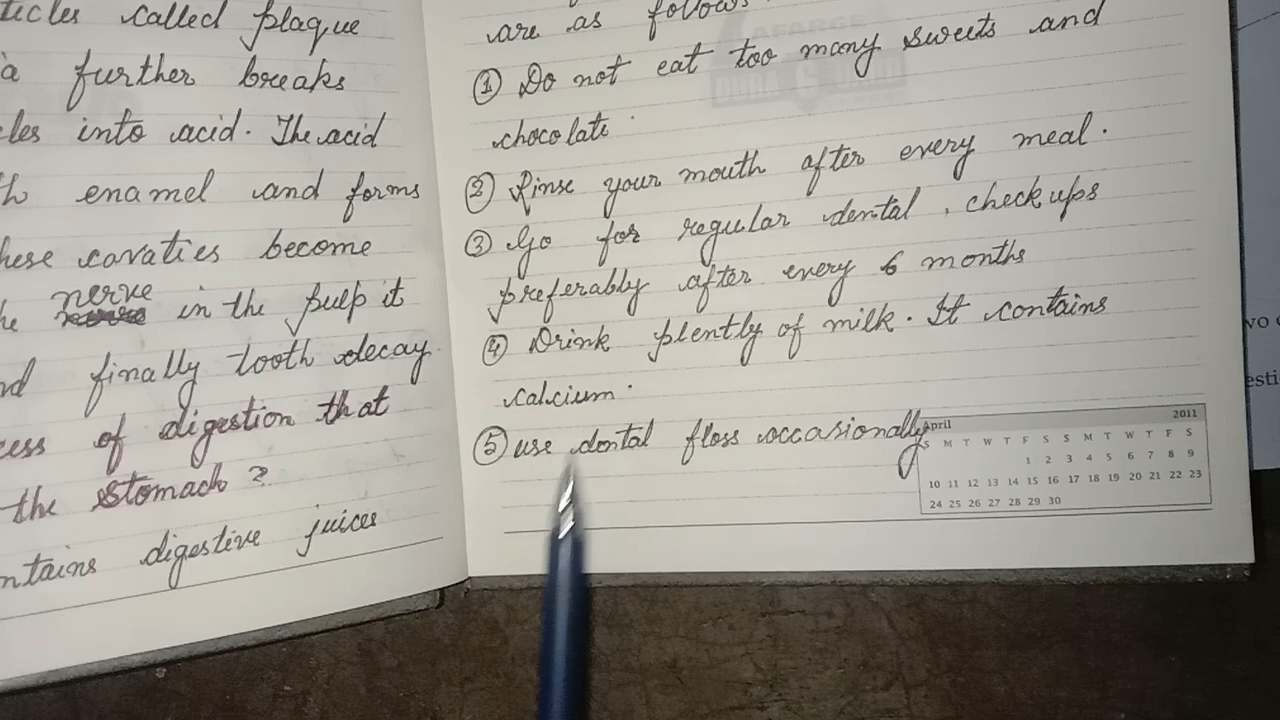 ticles called plaque
a further breaks
cles into acid. The acid
th enamel and forms
hese cavaties become
he nerve in the pulp it
nd finally tooth decay.
cess of digestion that
the stomach ?
ntains digestive juices
are as follows
① Do not eat too many sweets and
chocolate.
② Rinse your mouth after every meal.
③ Go for regular dental, checkups
preferably after every 6 months
④ Drink plently of milk. It contains
calcium.
⑤ use dental floss occasionally
April 2011
S M T W T F S S M T W T F S
1 2 3 4 5 6 7 8 9
10 11 12 13 14 15 16 17 18 19 20 21 22 23
24 25 26 27 28 29 30
LAFARGE
wo
esti